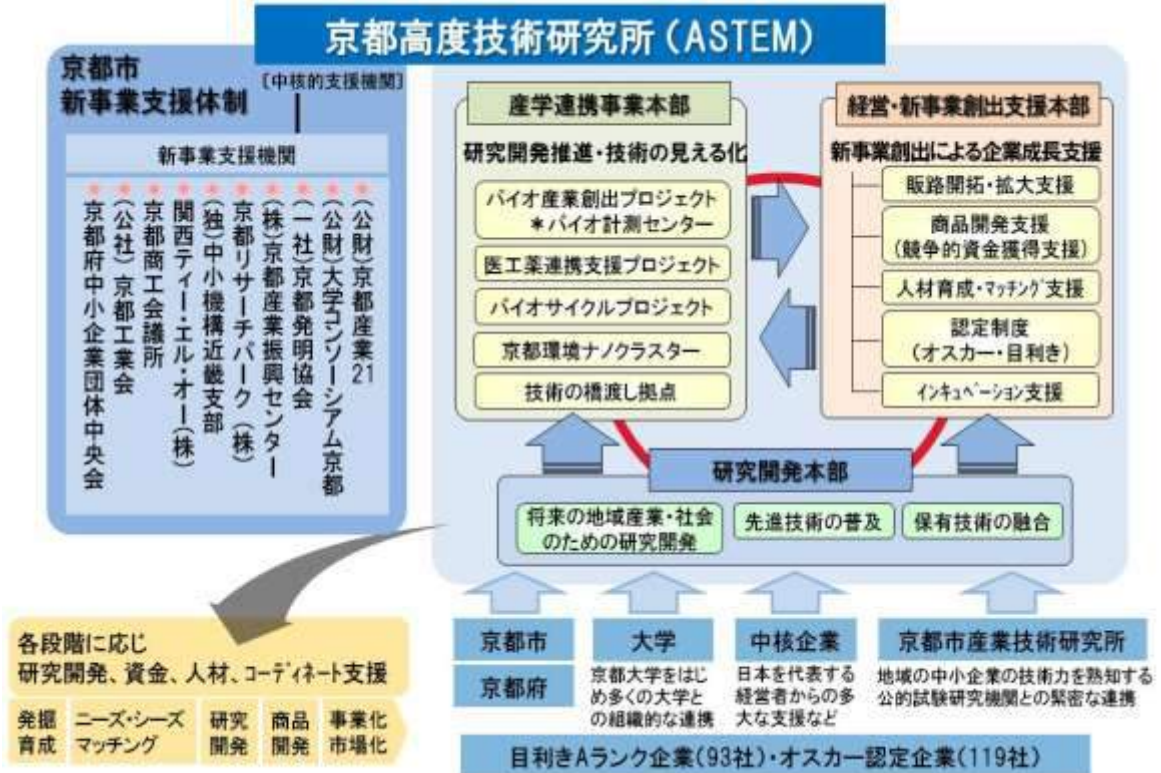 京都高度技術研究所(ASTEM)
京都市
新事業支援体制
〔中核的支援機関〕
新事業支援機関
(公財)京都産業21
(公財)大学コンソーシアム京都
(一社)京都発明協会
(株)京都産業振興センター
京都リサーチパーク(株)
(独)中小機構近畿支部
関西ティー・エル・オー(株)
京都商工会議所
(公社)京都工業会
京都府中小企業団体中央会
産学連携事業本部
研究開発推進・技術の見える化
バイオ産業創出プロジェクト
*バイオ計測センター
医工薬連携支援プロジェクト
バイオサイクルプロジェクト
京都環境ナノクラスター
技術の橋渡し拠点
経営・新事業創出支援本部
新事業創出による企業成長支援
販路開拓・拡大支援
商品開発支援
(競争的資金獲得支援)
人材育成・マッチング支援
認定制度
(オスカー・目利き)
インキュベーション支援
研究開発本部
将来の地域産業・社会
のための研究開発
先進技術の普及
保有技術の融合
各段階に応じ
研究開発、資金、人材、コーディネート支援
発掘
育成
ニーズ・シーズ
マッチング
研究
開発
商品
開発
事業化
市場化
京都市
京都府
大学
京都大学をはじ
め多くの大学と
の組織的な連携
中核企業
日本を代表する
経営者からの多
大な支援など
京都市産業技術研究所
地域の中小企業の技術力を熟知する
公的試験研究機関との緊密な連携
目利きAランク企業(93社)・オスカー認定企業(119社)